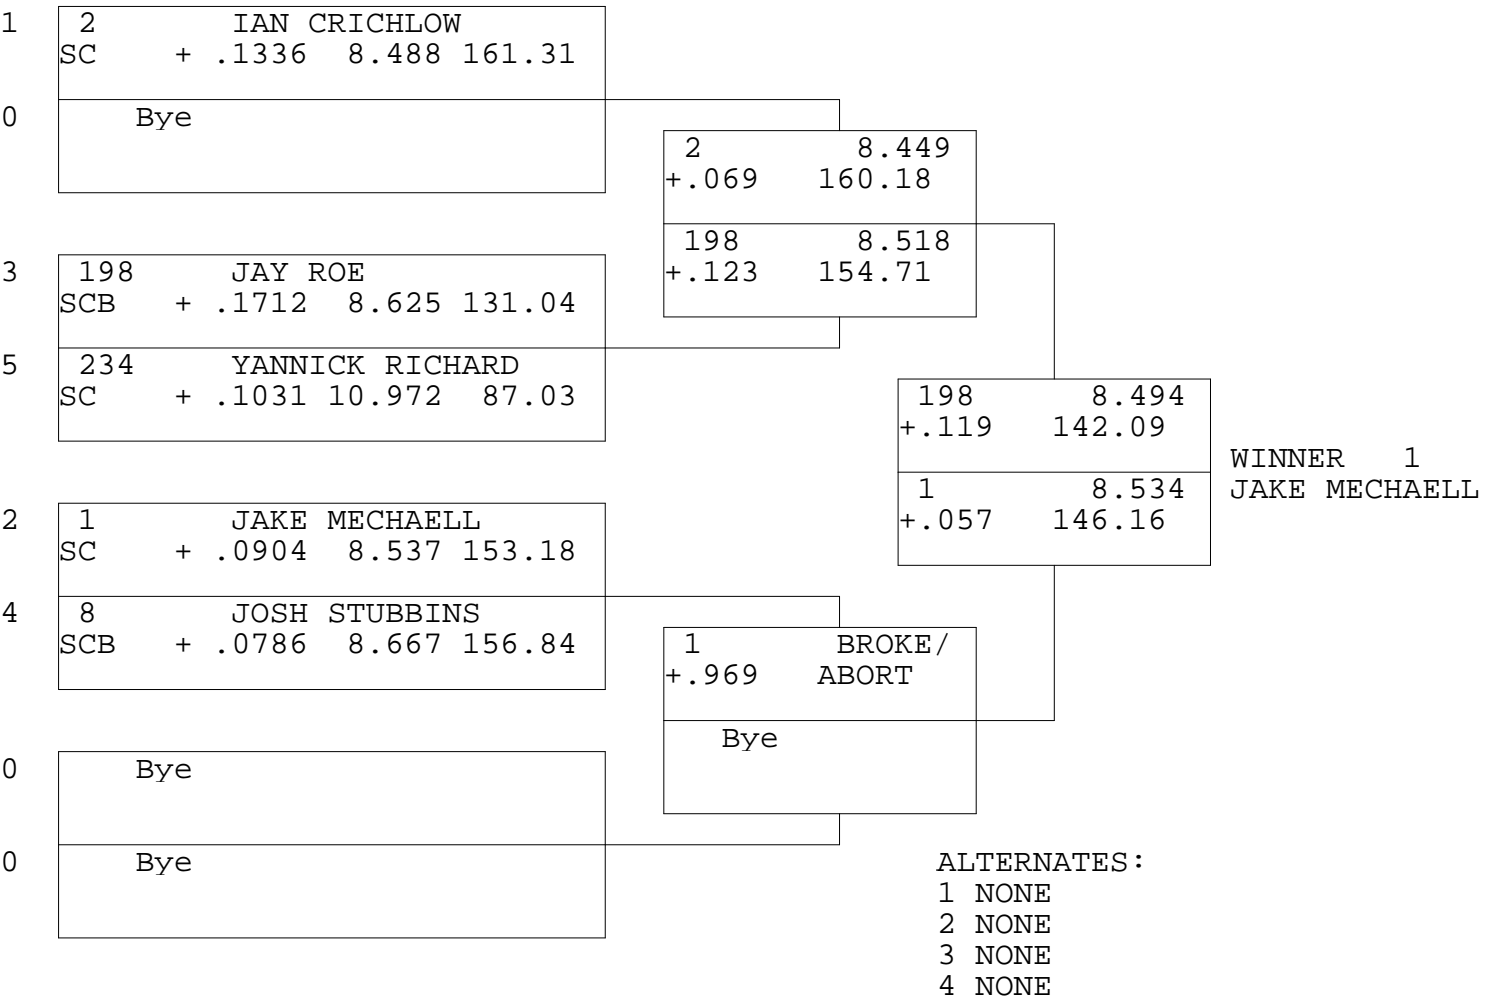 1 2 IAN CRICHLOW
SC + .1336 8.488 161.31
0 Bye
3 198 JAY ROE
SCB + .1712 8.625 131.04
5 234 YANNICK RICHARD
SC + .1031 10.972 87.03
2 1 JAKE MECHAELL
SC + .0904 8.537 153.18
4 8 JOSH STUBBINS
SCB + .0786 8.667 156.84
0 Bye
0 Bye
2 8.449
+.069 160.18
198 8.518
+.123 154.71
1 BROKE/
+.969 ABORT
Bye
198 8.494
+.119 142.09
1 8.534
+.057 146.16
WINNER 1
JAKE MECHAELL
ALTERNATES:
1 NONE
2 NONE
3 NONE
4 NONE